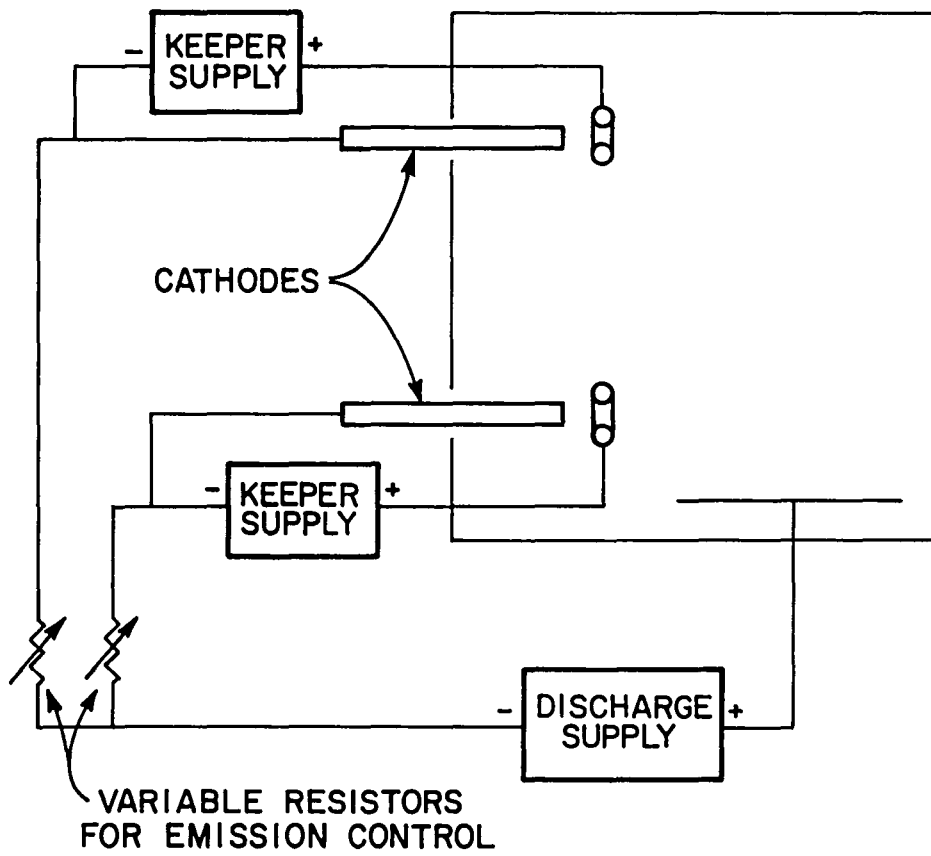 - KEEPER +
SUPPLY
CATHODES
- KEEPER +
SUPPLY
- DISCHARGE +
SUPPLY
VARIABLE RESISTORS
FOR EMISSION CONTROL